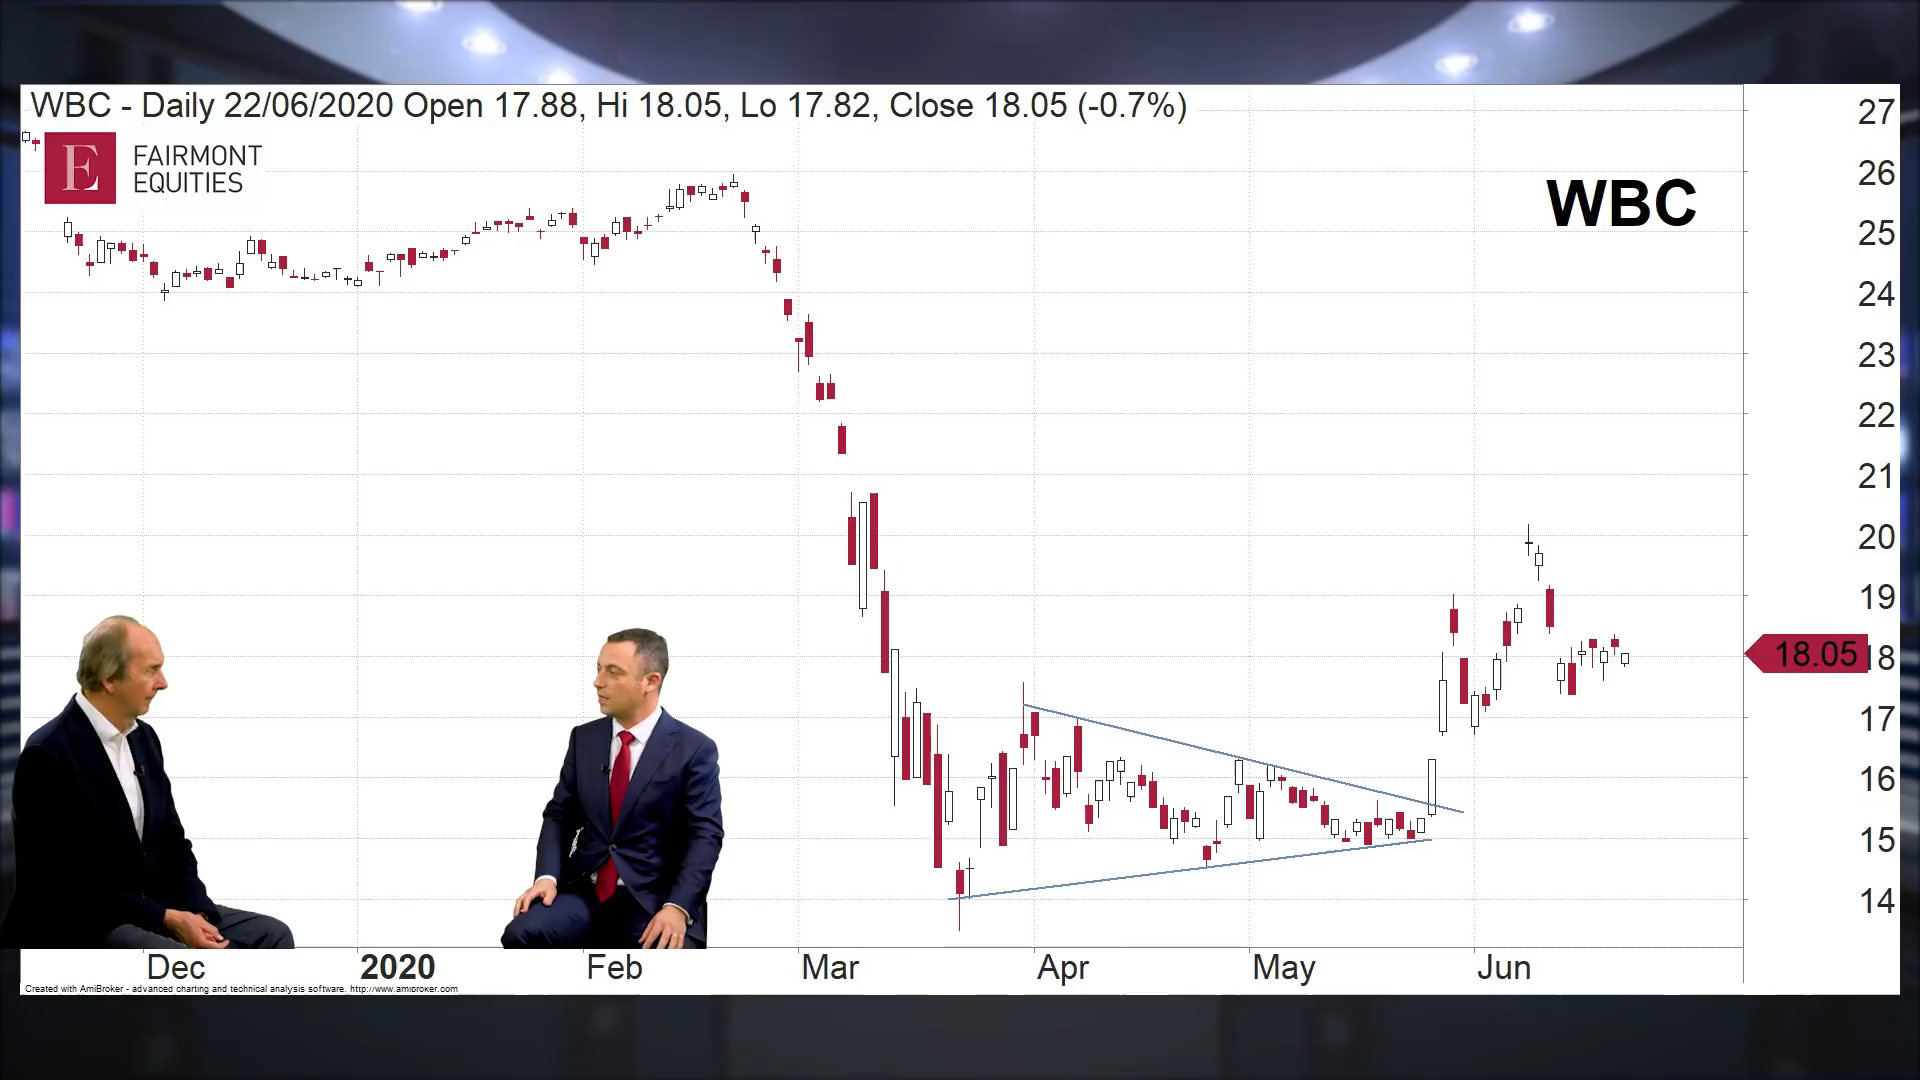 WBC - Daily 22/06/2020 Open 17.88, Hi 18.05, Lo 17.82, Close 18.05 (-0.7%)
E FAIRMONT
EQUITIES
WBC
27
26
25
24
23
22
21
20
19
18.05 18
17
16
15
14
Dec 2020 Feb Mar Apr May Jun
Created with AmiBroker - advanced charting and technical analysis software. http://www.amibroker.com